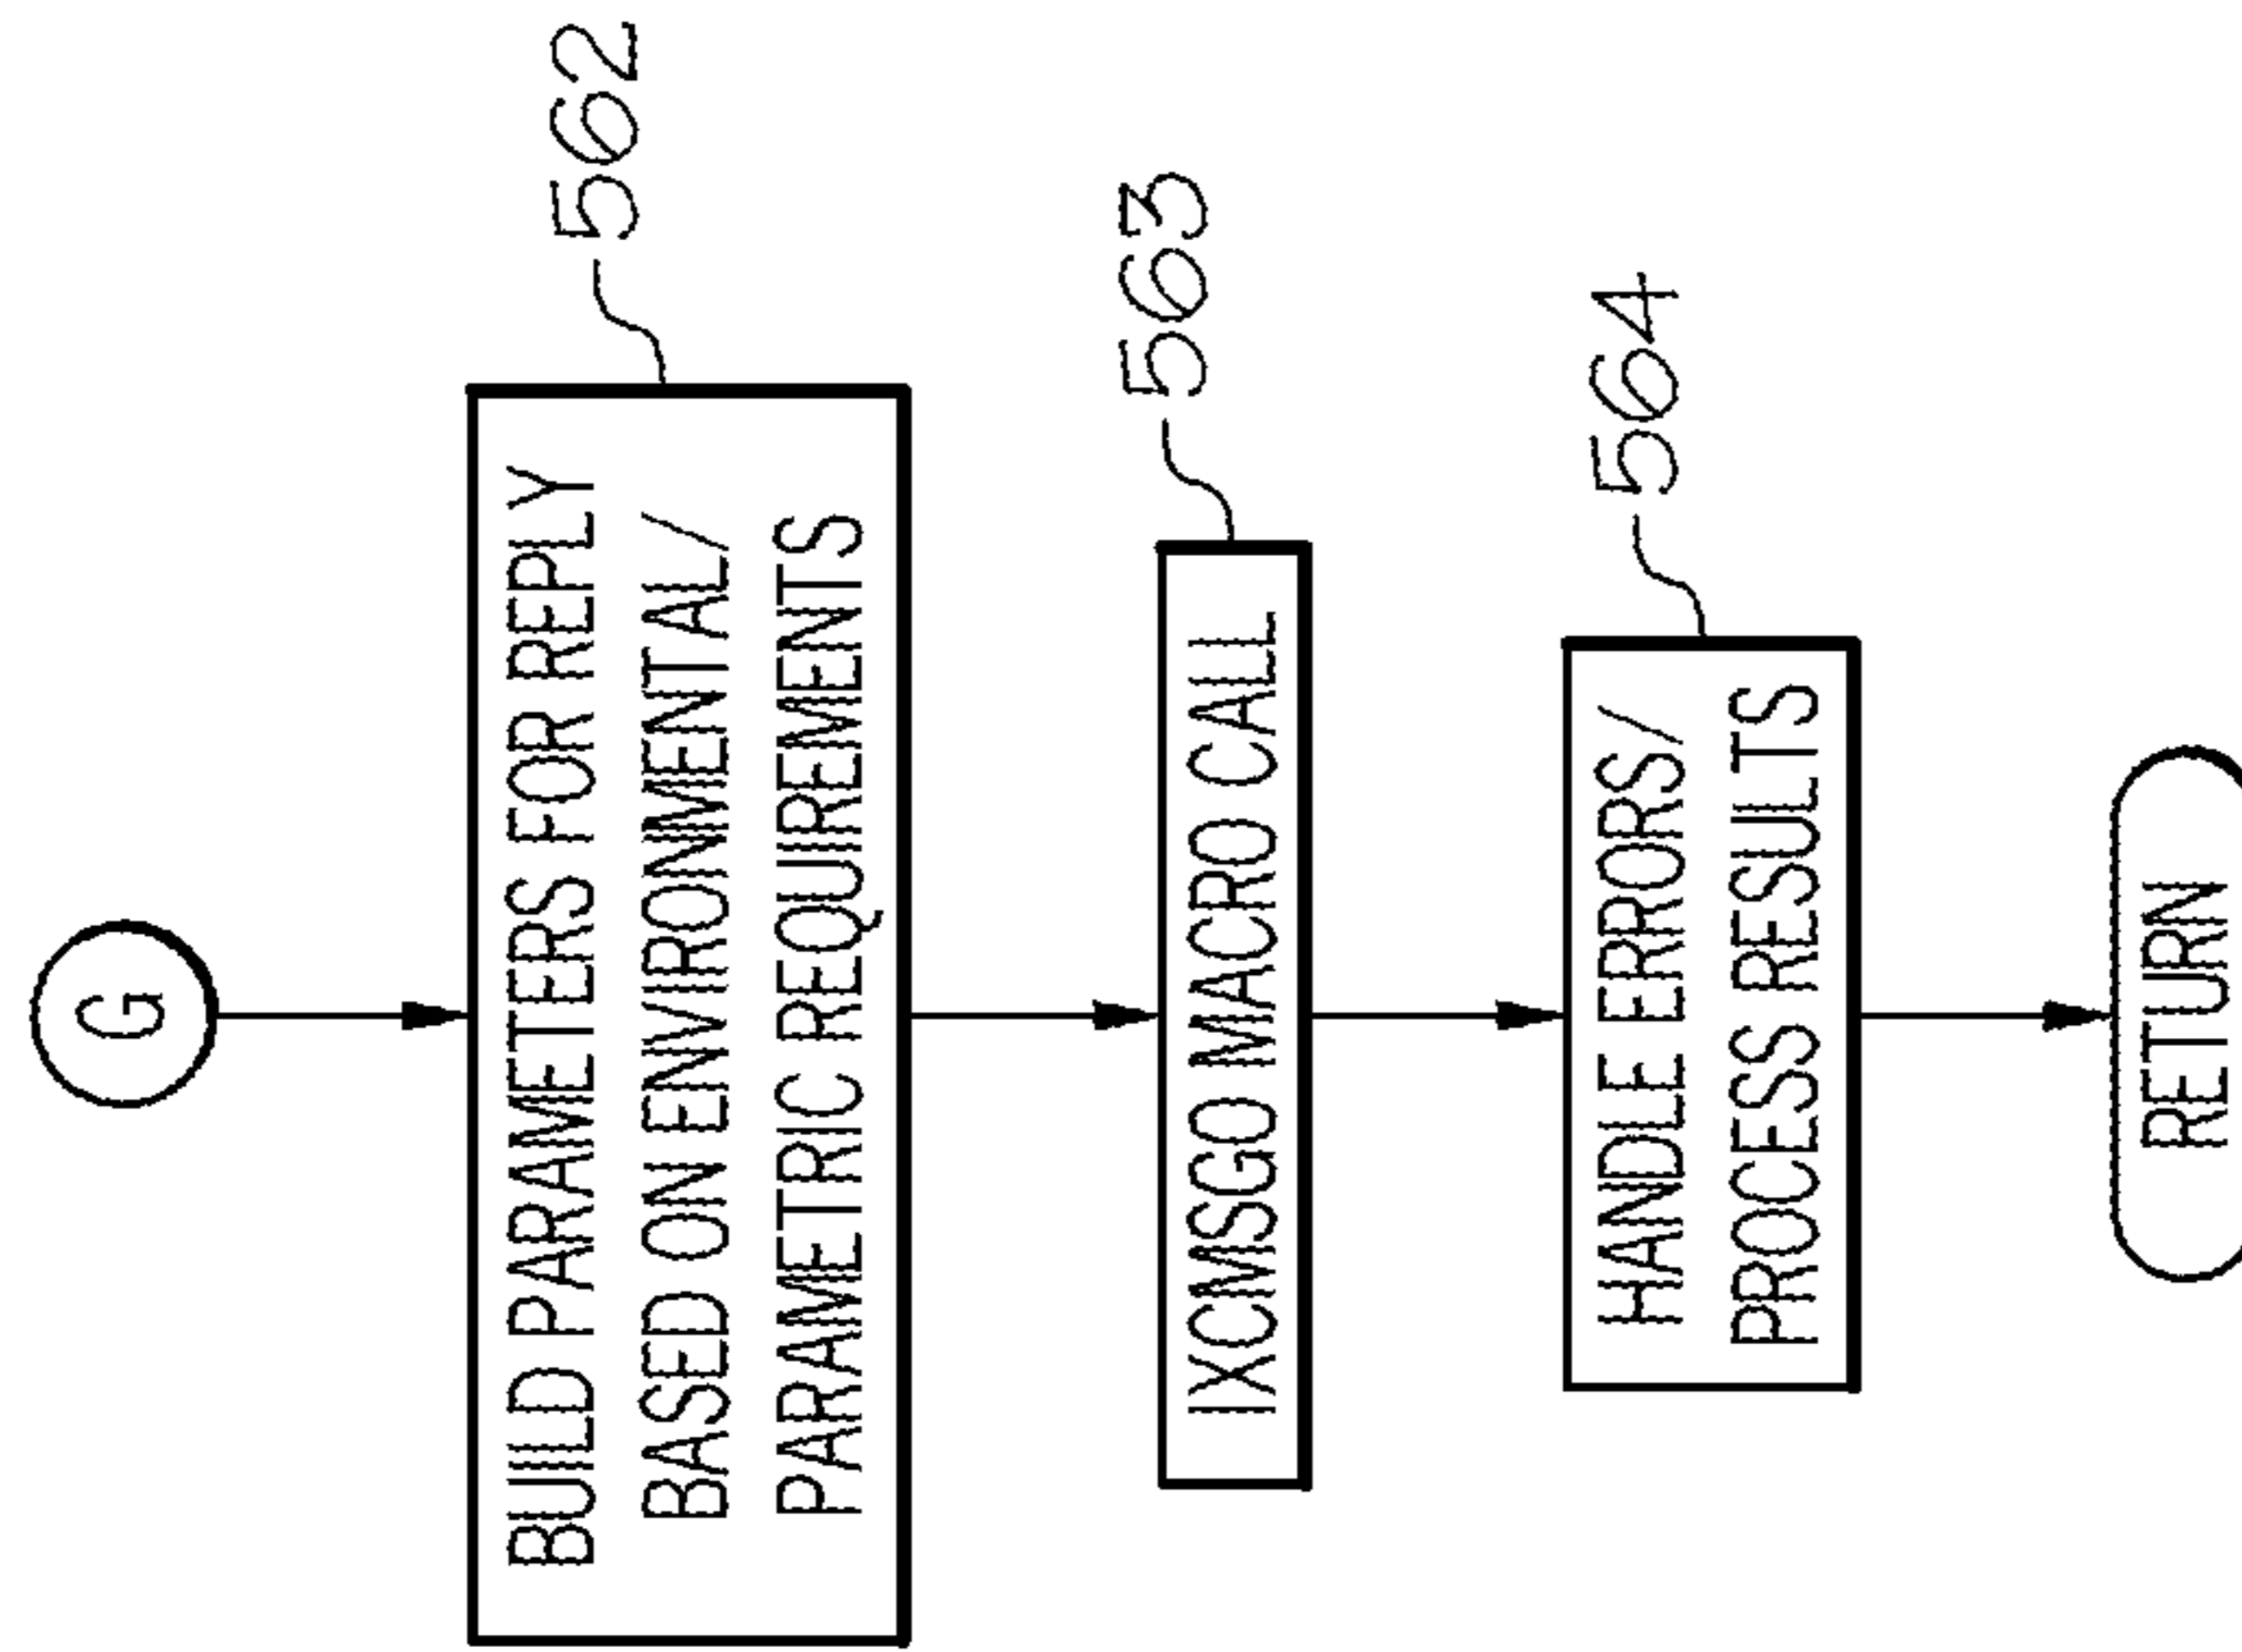 G
562
BUILD PARAMETERS FOR REPLY
BASED ON ENVIRONMENTAL/
PARAMETRIC REQUIREMENTS
563
IXCMSGO MACRO CALL
564
HANDLE ERRORS/
PROCESS RESULTS
RETURN